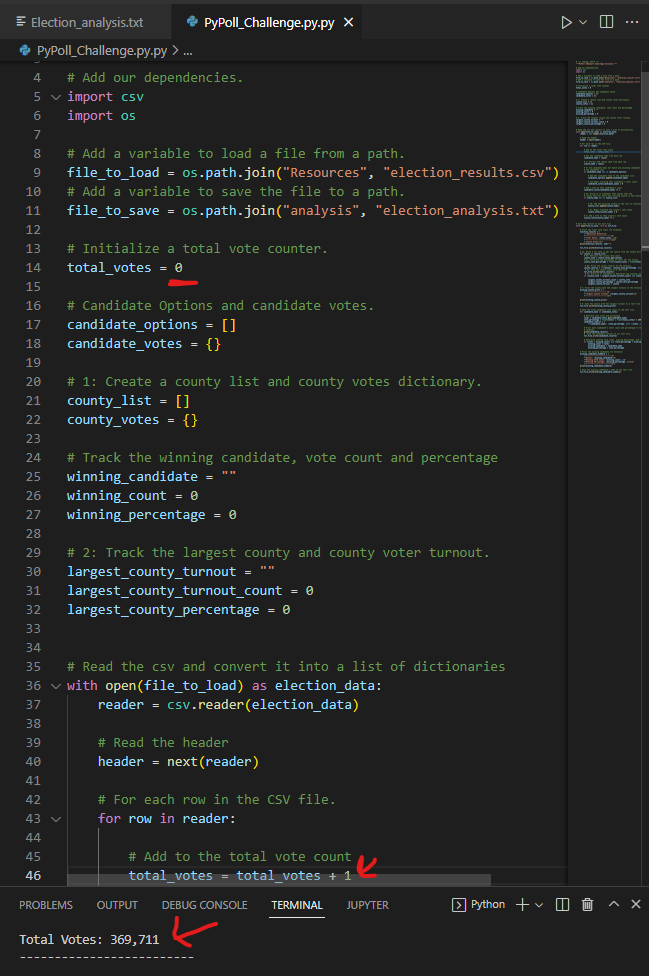 Election_analysis.txt
PyPoll_Challenge.py.py
PyPoll_Challenge.py.py > ...
4 # Add our dependencies.
5 import csv
6 import os
7
8 # Add a variable to load a file from a path.
9 file_to_load = os.path.join("Resources", "election_results.csv")
10 # Add a variable to save the file to a path.
11 file_to_save = os.path.join("analysis", "election_analysis.txt")
12
13 # Initialize a total vote counter.
14 total_votes = 0
15
16 # Candidate Options and candidate votes.
17 candidate_options = []
18 candidate_votes = {}
19
20 # 1: Create a county list and county votes dictionary.
21 county_list = []
22 county_votes = {}
23
24 # Track the winning candidate, vote count and percentage
25 winning_candidate = ""
26 winning_count = 0
27 winning_percentage = 0
28
29 # 2: Track the largest county and county voter turnout.
30 largest_county_turnout = ""
31 largest_county_turnout_count = 0
32 largest_county_percentage = 0
33
34
35 # Read the csv and convert it into a list of dictionaries
36 with open(file_to_load) as election_data:
37 reader = csv.reader(election_data)
38
39 # Read the header
40 header = next(reader)
41
42 # For each row in the CSV file.
43 for row in reader:
44
45 # Add to the total vote count
46 total_votes = total_votes + 1
PROBLEMS OUTPUT DEBUG CONSOLE TERMINAL JUPYTER Python
Total Votes: 369,711
-------------------------